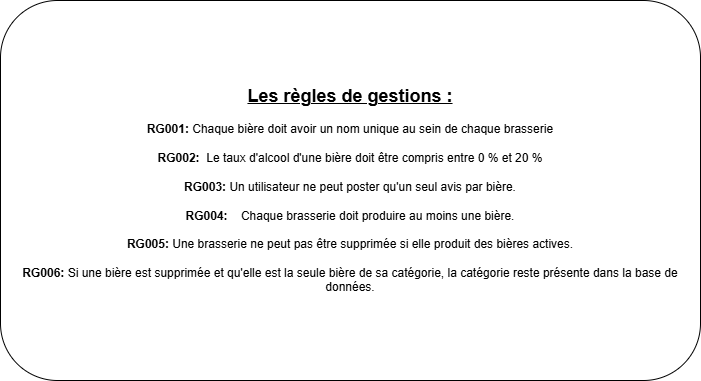 Les règles de gestions :
RG001: Chaque bière doit avoir un nom unique au sein de chaque brasserie
RG002: Le taux d'alcool d'une bière doit être compris entre 0 % et 20 %
RG003: Un utilisateur ne peut poster qu'un seul avis par bière.
RG004: Chaque brasserie doit produire au moins une bière.
RG005: Une brasserie ne peut pas être supprimée si elle produit des bières actives.
RG006: Si une bière est supprimée et qu'elle est la seule bière de sa catégorie, la catégorie reste présente dans la base de
données.